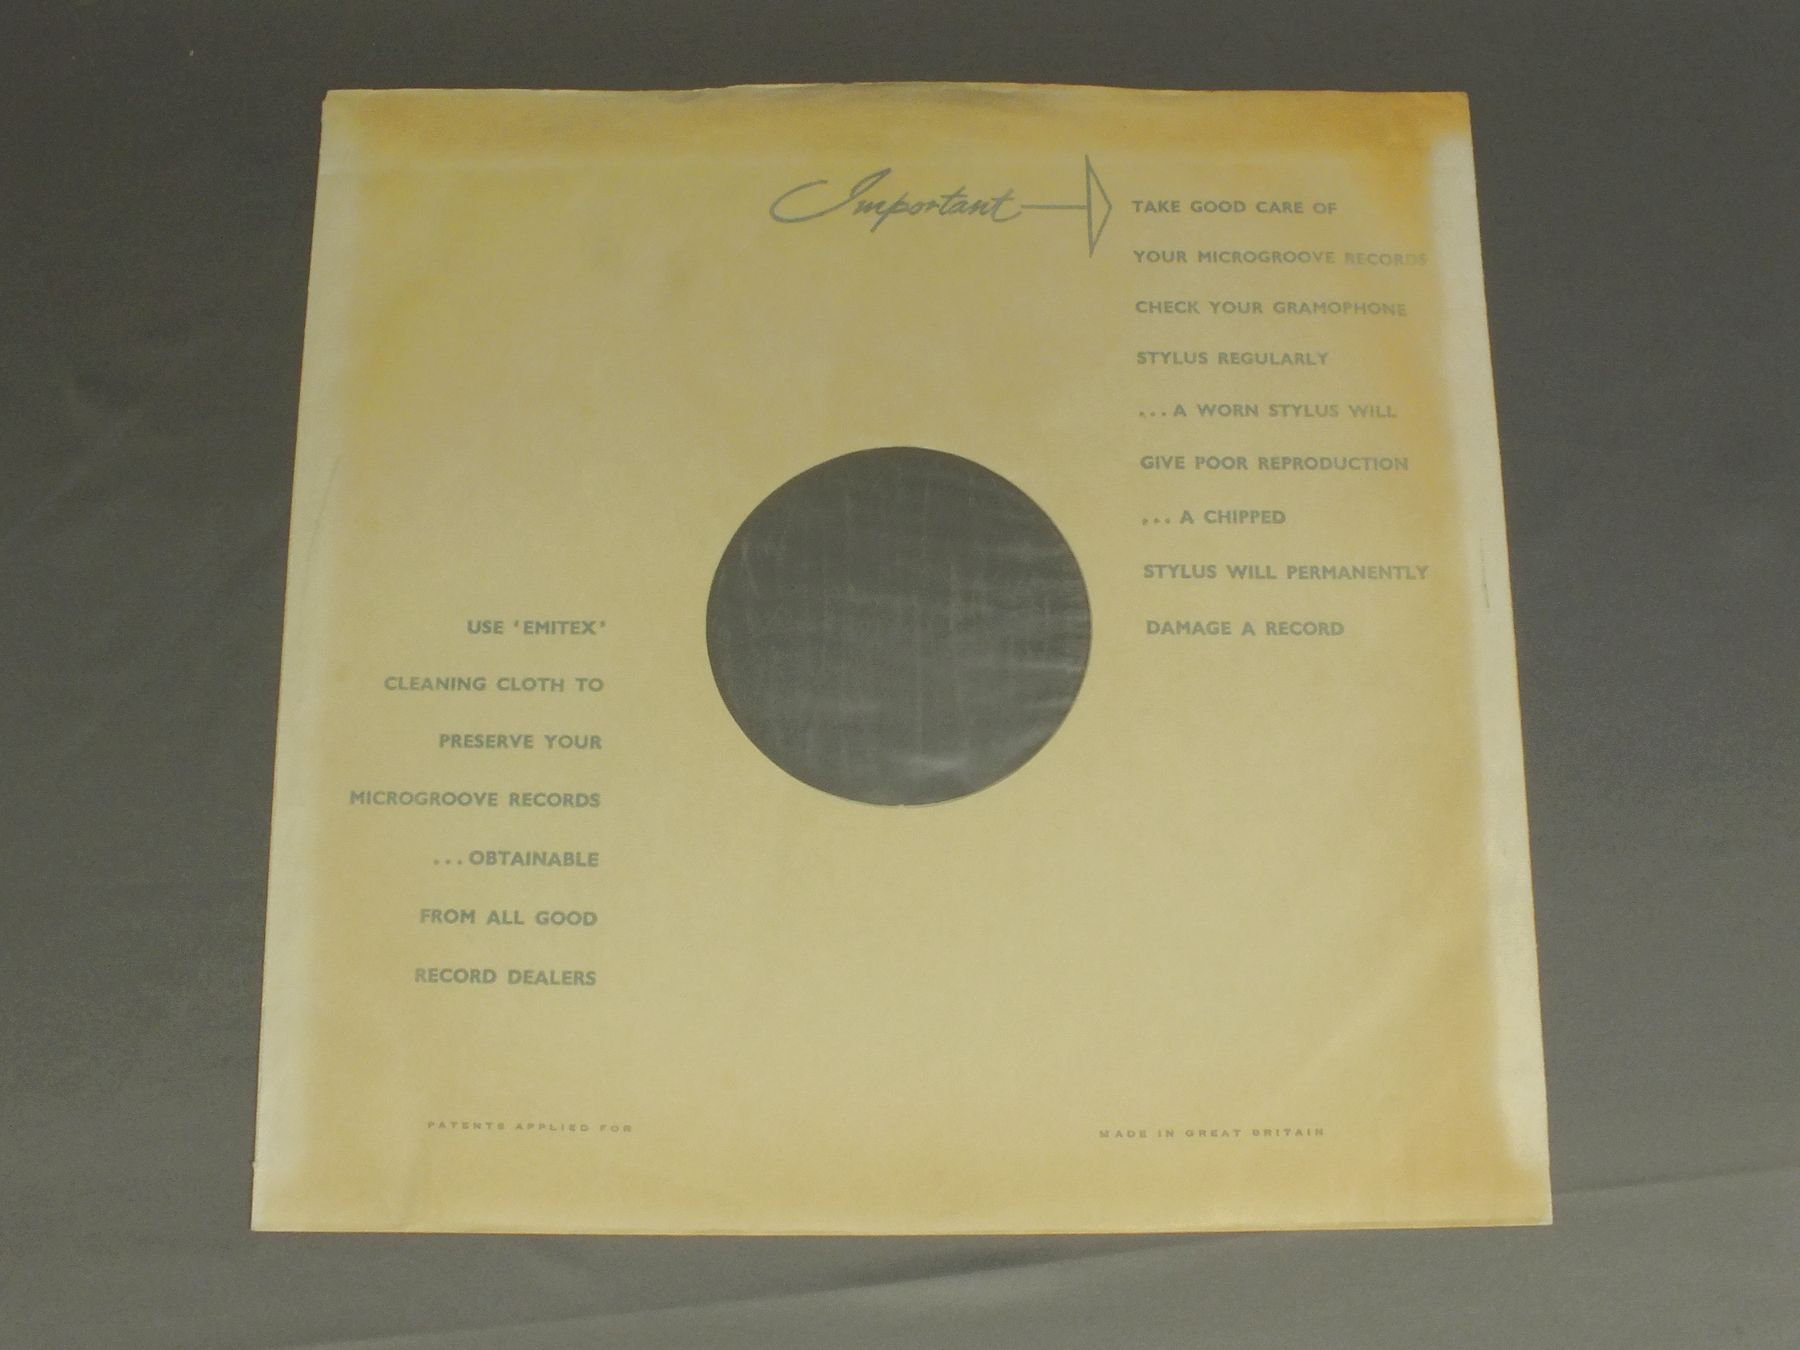 Important
TAKE GOOD CARE OF
YOUR MICROGROOVE RECORDS
CHECK YOUR GRAMOPHONE
STYLUS REGULARLY
...A WORN STYLUS WILL
GIVE POOR REPRODUCTION
...A CHIPPED
STYLUS WILL PERMANENTLY
DAMAGE A RECORD
USE 'EMITEX'
CLEANING CLOTH TO
PRESERVE YOUR
MICROGROOVE RECORDS
...OBTAINABLE
FROM ALL GOOD
RECORD DEALERS
PATENTS APPLIED FOR
MADE IN GREAT BRITAIN